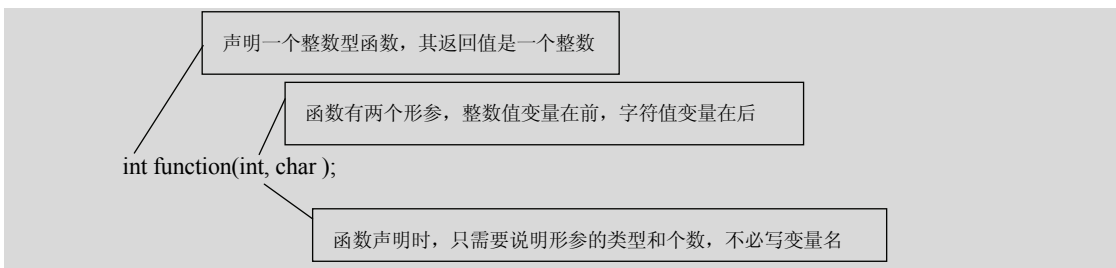 声明一个整数型函数，其返回值是一个整数
函数有两个形参，整数值变量在前，字符值变量在后
int function(int, char );
函数声明时，只需要说明形参的类型和个数，不必写变量名